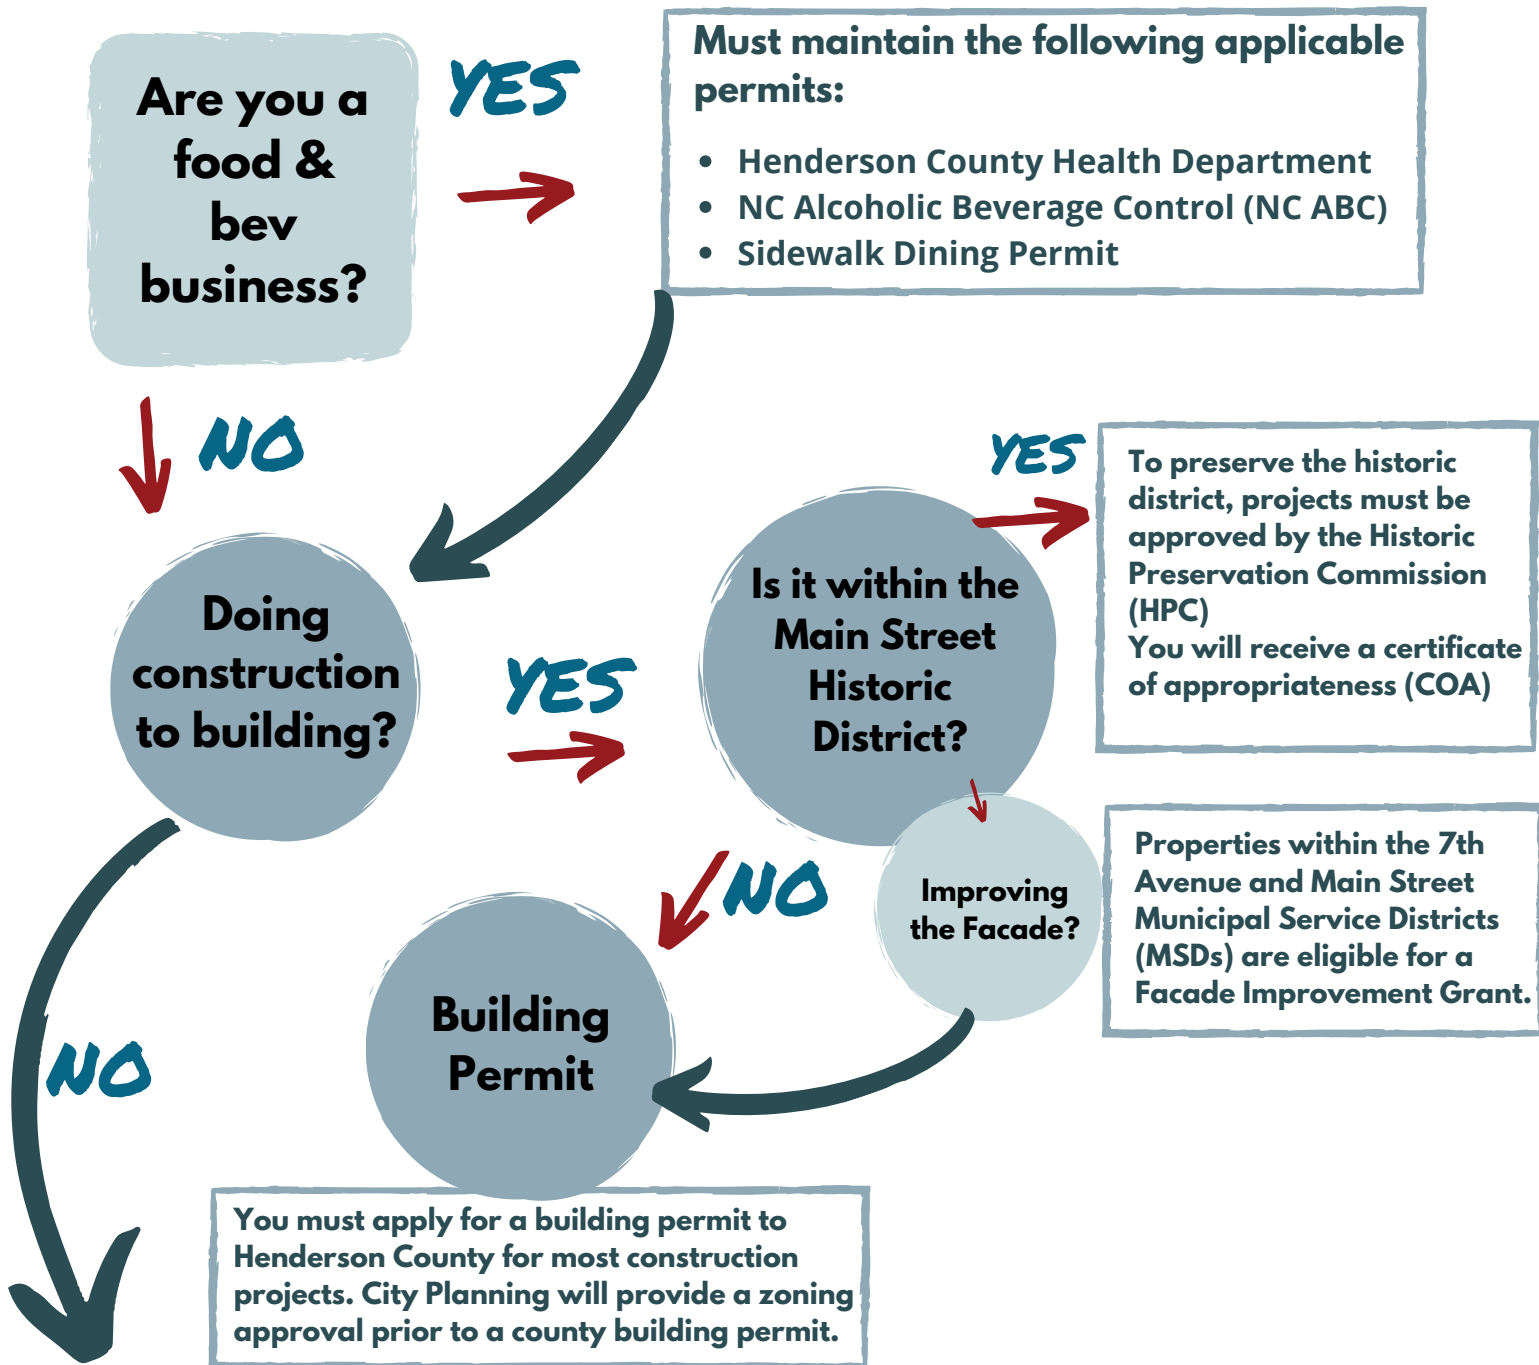 Are you a
food &
bev
business?
YES
Must maintain the following applicable
permits:
• Henderson County Health Department
• NC Alcoholic Beverage Control (NC ABC)
• Sidewalk Dining Permit
NO
Doing
construction
to building?
YES
Is it within the
Main Street
Historic
District?
YES
To preserve the historic
district, projects must be
approved by the Historic
Preservation Commission
(HPC)
You will receive a certificate
of appropriateness (COA)
NO
Improving
the Facade?
Properties within the 7th
Avenue and Main Street
Municipal Service Districts
(MSDs) are eligible for a
Facade Improvement Grant.
Building
Permit
NO
You must apply for a building permit to
Henderson County for most construction
projects. City Planning will provide a zoning
approval prior to a county building permit.